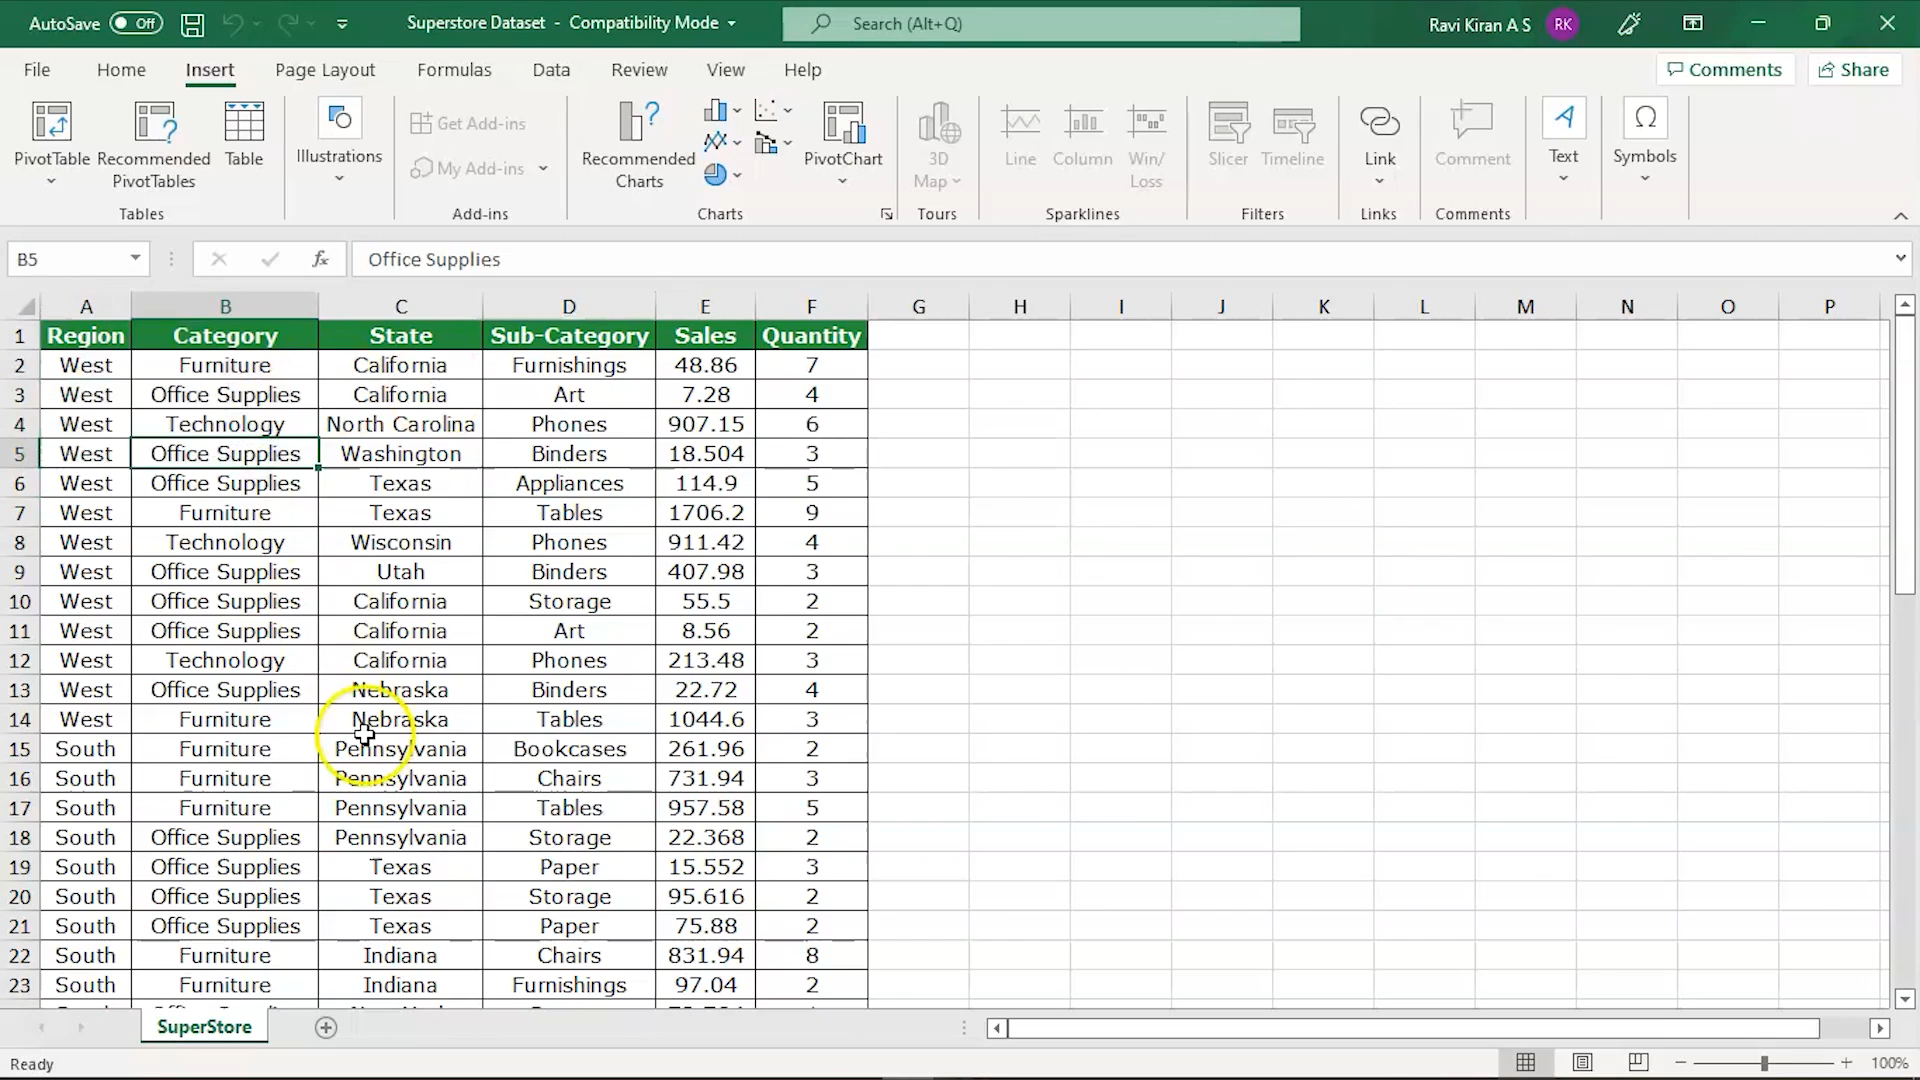 AutoSave Off Superstore Dataset - Compatibility Mode Search (Alt+Q) Ravi Kiran A S RK
File Home Insert Page Layout Formulas Data Review View Help Comments Share
PivotTable Recommended PivotTables Table Illustrations Get Add-ins My Add-ins Recommended Charts PivotChart 3D Map Line Column Win/Loss Slicer Timeline Link Comment Text Symbols
Tables Add-ins Charts Tours Sparklines Filters Links Comments
B5 fx Office Supplies
A B C D E F G H I J K L M N O P
1 Region Category State Sub-Category Sales Quantity
2 West Furniture California Furnishings 48.86 7
3 West Office Supplies California Art 7.28 4
4 West Technology North Carolina Phones 907.15 6
5 West Office Supplies Washington Binders 18.504 3
6 West Office Supplies Texas Appliances 114.9 5
7 West Furniture Texas Tables 1706.2 9
8 West Technology Wisconsin Phones 911.42 4
9 West Office Supplies Utah Binders 407.98 3
10 West Office Supplies California Storage 55.5 2
11 West Office Supplies California Art 8.56 2
12 West Technology California Phones 213.48 3
13 West Office Supplies Nebraska Binders 22.72 4
14 West Furniture Nebraska Tables 1044.6 3
15 South Furniture Pennsylvania Bookcases 261.96 2
16 South Furniture Pennsylvania Chairs 731.94 3
17 South Furniture Pennsylvania Tables 957.58 5
18 South Office Supplies Pennsylvania Storage 22.368 2
19 South Office Supplies Texas Paper 15.552 3
20 South Office Supplies Texas Storage 95.616 2
21 South Office Supplies Texas Paper 75.88 2
22 South Furniture Indiana Chairs 831.94 8
23 South Furniture Indiana Furnishings 97.04 2
SuperStore
Ready 100%